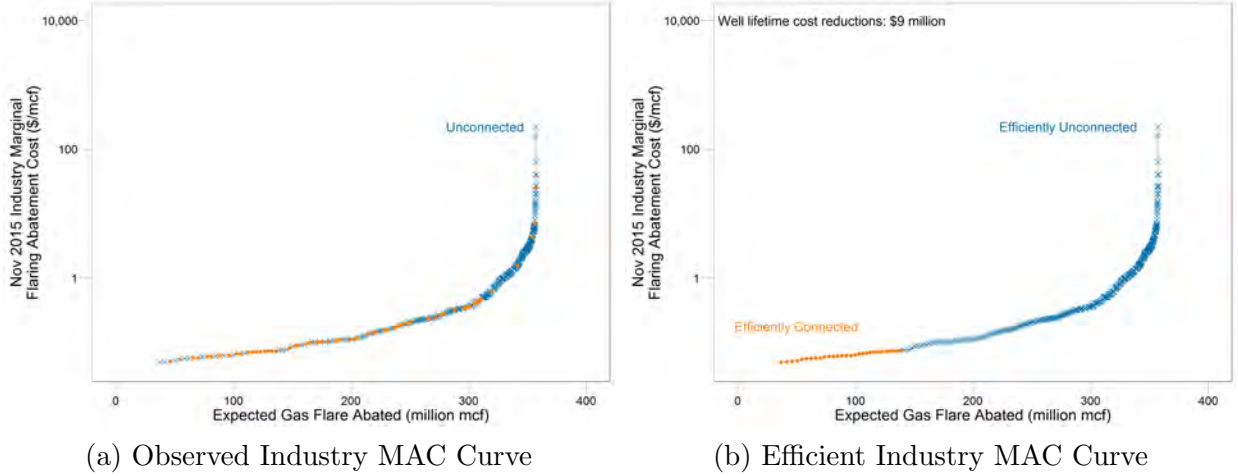 10,000
100
1
Nov 2015 Industry Marginal
Flaring Abatement Cost ($/mcf)
Unconnected
0 100 200 300 400
Expected Gas Flare Abated (million mcf)
(a) Observed Industry MAC Curve
10,000
100
1
Nov 2015 Industry Marginal
Flaring Abatement Cost ($/mcf)
Well lifetime cost reductions: $9 million
Efficiently Unconnected
Efficiently Connected
0 100 200 300 400
Expected Gas Flare Abated (million mcf)
(b) Efficient Industry MAC Curve